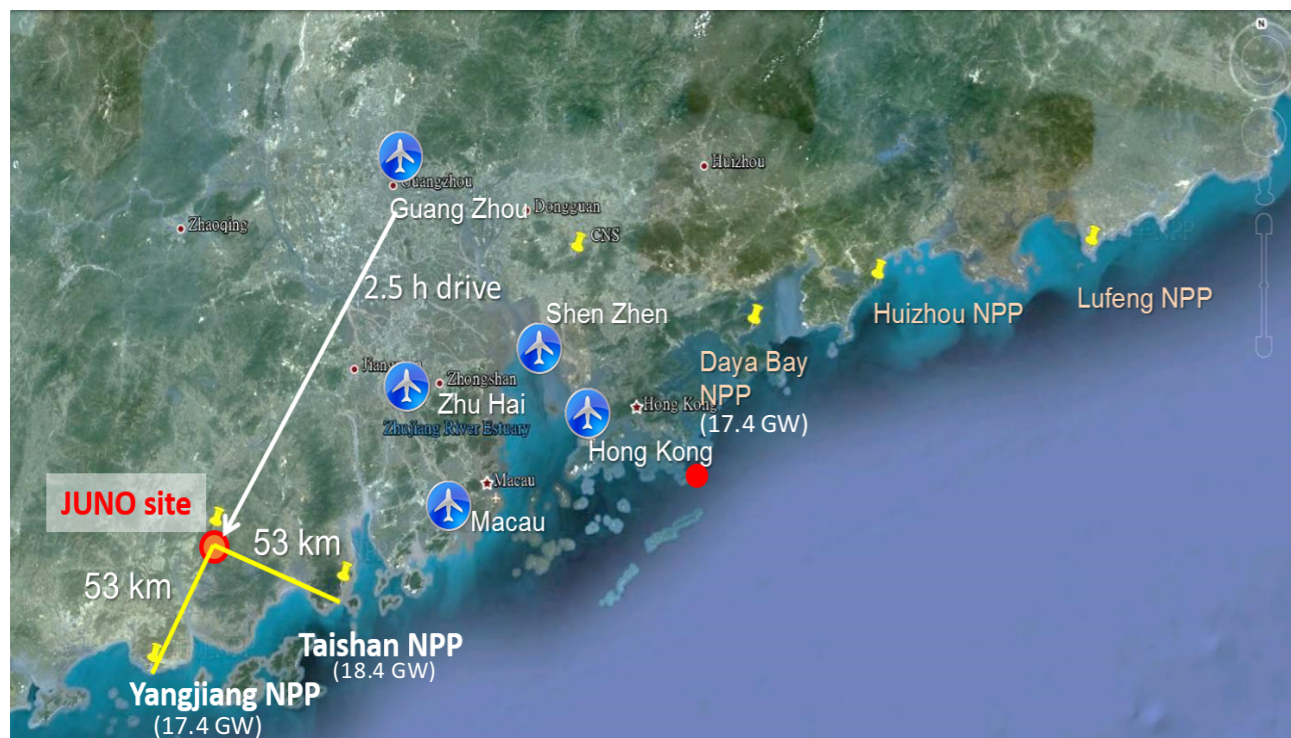 N
Huizhou
Guangzhou
Guang Zhou
Dongguan
Zhaoqing
CNS
2.5 h drive
Lufeng NPP
Huizhou NPP
Shen Zhen
Daya Bay
NPP
(17.4 GW)
Zhongshan
Zhu Hai
Zhujiang River Estuary
Hong Kong
Hong Kong
Macau
Macau
JUNO site
53 km
53 km
Taishan NPP
(18.4 GW)
Yangjiang NPP
(17.4 GW)